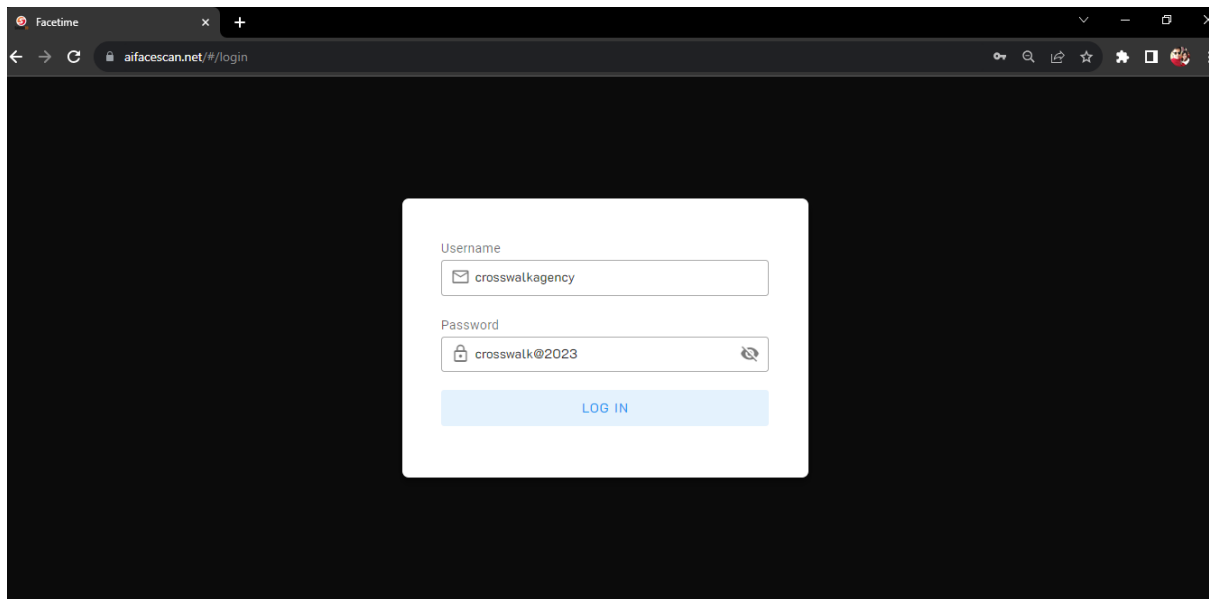 Facetime
aifacescan.net/#/login
Username
crosswalkagency
Password
crosswalk@2023
LOG IN